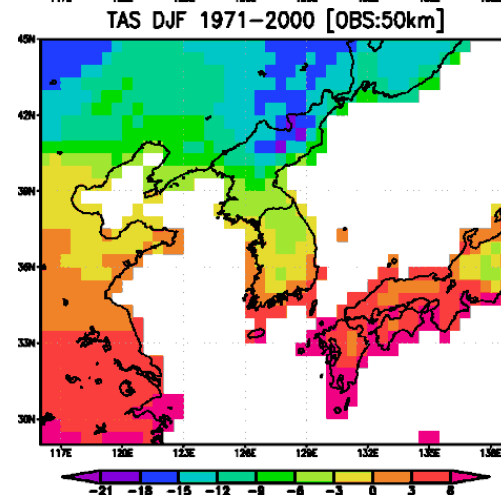 TAS DJF 1971-2000 [OBS:50km]
45N
42N
39N
36N
33N
30N
117E 120E 123E 126E 129E 132E 135E 138E
-21 -18 -15 -12 -9 -6 -3 0 3 6